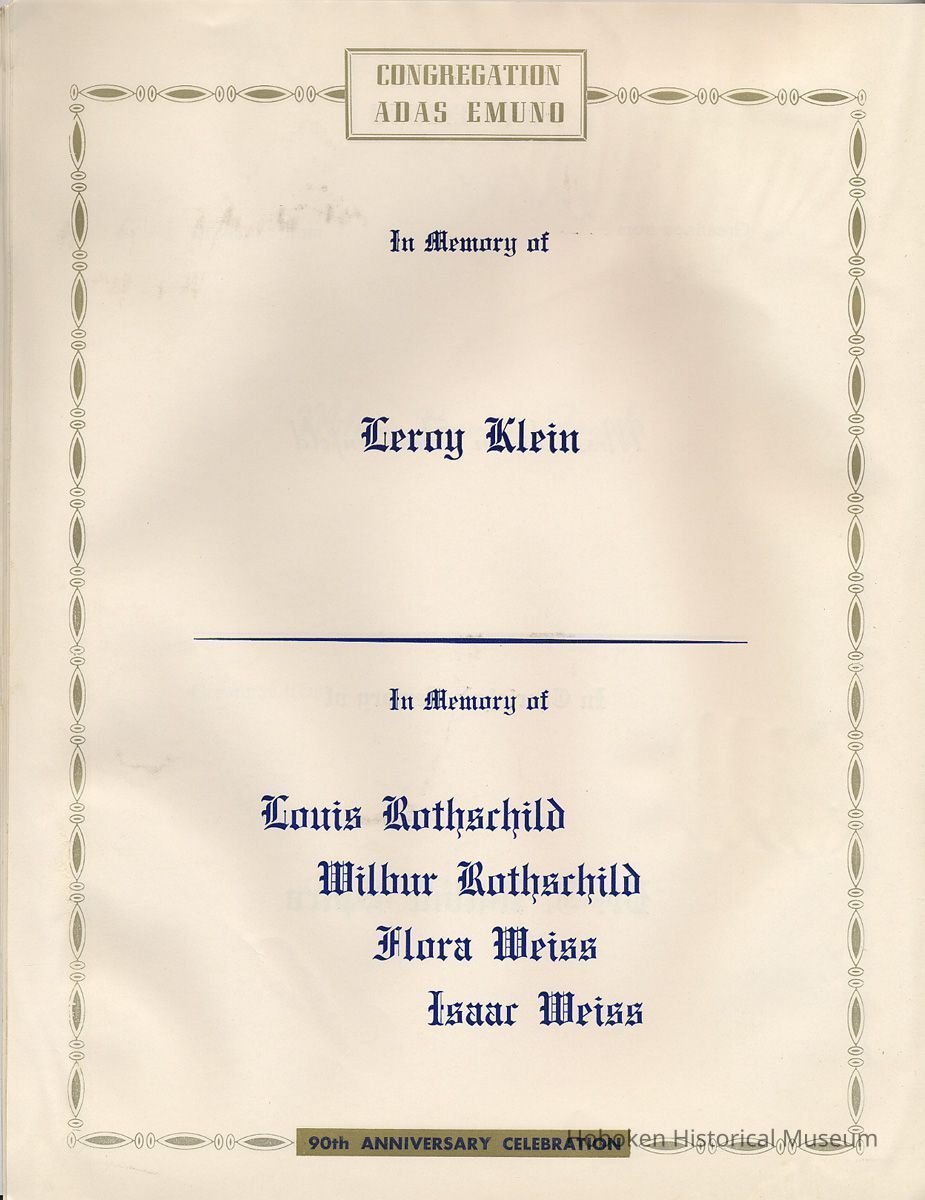 CONGREGATION
ADAS EMUNO
In Memory of
Leroy Klein
In Memory of
Louis Rothschild
Wilbur Rothschild
Flora Weiss
Isaac Weiss
90th ANNIVERSARY CELEBRATION
Hoboken Historical Museum